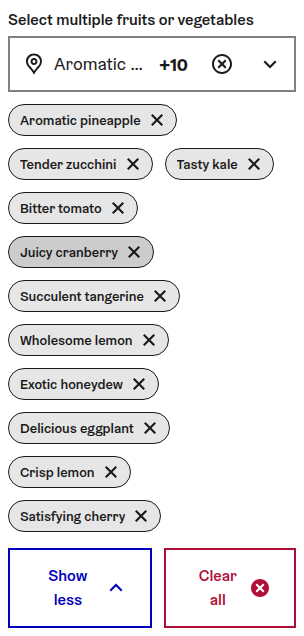 Select multiple fruits or vegetables
Aromatic ... +10
Aromatic pineapple
Tender zucchini Tasty kale
Bitter tomato
Juicy cranberry
Succulent tangerine
Wholesome lemon
Exotic honeydew
Delicious eggplant
Crisp lemon
Satisfying cherry
Show less
Clear all